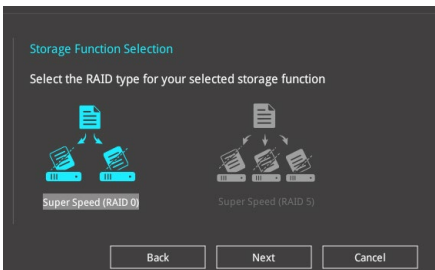 Storage Function Selection
Select the RAID type for your selected storage function
Super Speed (RAID 0)
Super Speed (RAID 5)
Back
Next
Cancel